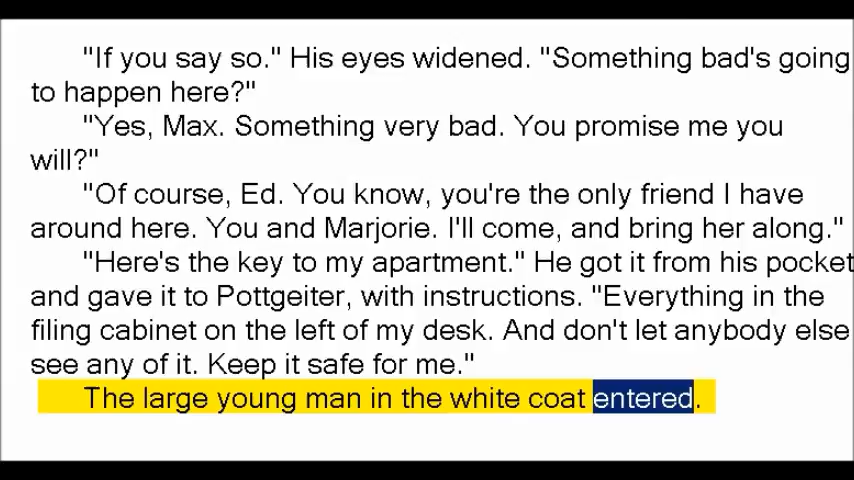 "If you say so." His eyes widened. "Something bad's going
to happen here?"
"Yes, Max. Something very bad. You promise me you
will?"
"Of course, Ed. You know, you're the only friend I have
around here. You and Marjorie. I'll come, and bring her along."
"Here's the key to my apartment." He got it from his pocket
and gave it to Pottgeiter, with instructions. "Everything in the
filing cabinet on the left of my desk. And don't let anybody else
see any of it. Keep it safe for me."
The large young man in the white coat entered.